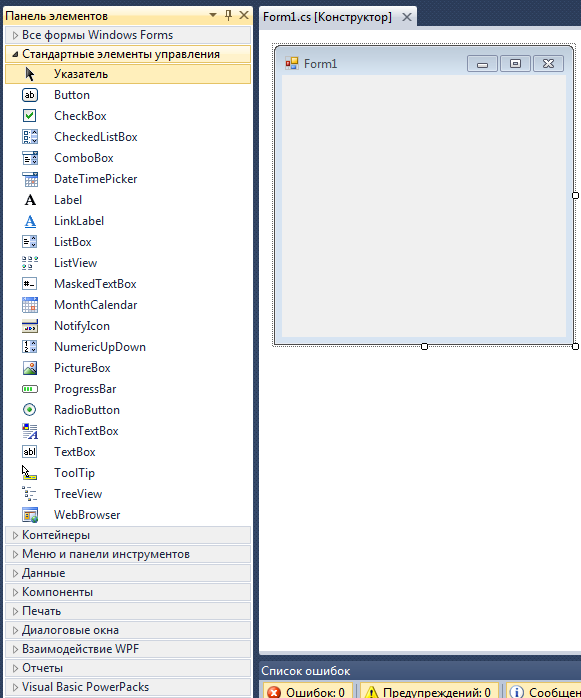 Панель элементов
Все формы Windows Forms
Стандартные элементы управления
Указатель
Button
CheckBox
CheckedListBox
ComboBox
DateTimePicker
Label
LinkLabel
ListBox
ListView
MaskedTextBox
MonthCalendar
NotifyIcon
NumericUpDown
PictureBox
ProgressBar
RadioButton
RichTextBox
TextBox
ToolTip
TreeView
WebBrowser
Контейнеры
Меню и панели инструментов
Данные
Компоненты
Печать
Диалоговые окна
Взаимодействие WPF
Отчеты
Visual Basic PowerPacks
Form1.cs [Конструктор]
Form1
Список ошибок
Ошибок: 0
Предупреждений: 0
Сообщен